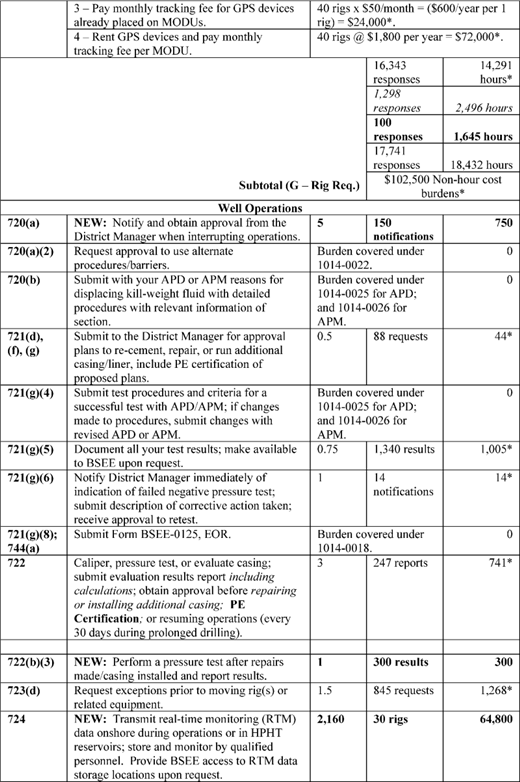 3 – Pay monthly tracking fee for GPS devices
already placed on MODUs.
40 rigs x $50/month = ($600/year per 1
rig) = $24,000*.
4 – Rent GPS devices and pay monthly
tracking fee per MODU.
40 rigs @ $1,800 per year = $72,000*.
Subtotal (G – Rig Req.)
16,343
responses
14,291
hours*
1,298
responses
2,496 hours
100
responses
1,645 hours
17,741
responses
18,432 hours
$102,500 Non-hour cost
burdens*
Well Operations
720(a)
NEW: Notify and obtain approval from the
District Manager when interrupting operations.
5
150
notifications
750
720(a)(2)
Request approval to use alternate
procedures/barriers.
Burden covered under
1014-0022.
0
720(b)
Submit with your APD or APM reasons for
displacing kill-weight fluid with detailed
procedures with relevant information of
section.
Burden covered under
1014-0025 for APD;
and 1014-0026 for
APM.
0
721(d),
(f), (g)
Submit to the District Manager for approval
plans to re-cement, repair, or run additional
casing/liner, include PE certification of
proposed plans.
0.5
88 requests
44*
721(g)(4)
Submit test procedures and criteria for a
successful test with APD/APM; if changes
made to procedures, submit changes with
revised APD or APM.
Burden covered under
1014-0025 for APD;
and 1014-0026 for
APM.
0
721(g)(5)
Document all your test results; make available
to BSEE upon request.
0.75
1,340 results
1,005*
721(g)(6)
Notify District Manager immediately of
indication of failed negative pressure test;
submit description of corrective action taken;
receive approval to retest.
1
14
notifications
14*
721(g)(8);
744(a)
Submit Form BSEE-0125, EOR.
Burden covered under
1014-0018.
0
722
Caliper, pressure test, or evaluate casing;
submit evaluation results report including
calculations; obtain approval before repairing
or installing additional casing; PE
Certification; or resuming operations (every
30 days during prolonged drilling).
3
247 reports
741*
722(b)(3)
NEW: Perform a pressure test after repairs
made/casing installed and report results.
1
300 results
300
723(d)
Request exceptions prior to moving rig(s) or
related equipment.
1.5
845 requests
1,268*
724
NEW: Transmit real-time monitoring (RTM)
data onshore during operations or in HPHT
reservoirs; store and monitor by qualified
personnel. Provide BSEE access to RTM data
storage locations upon request.
2,160
30 rigs
64,800